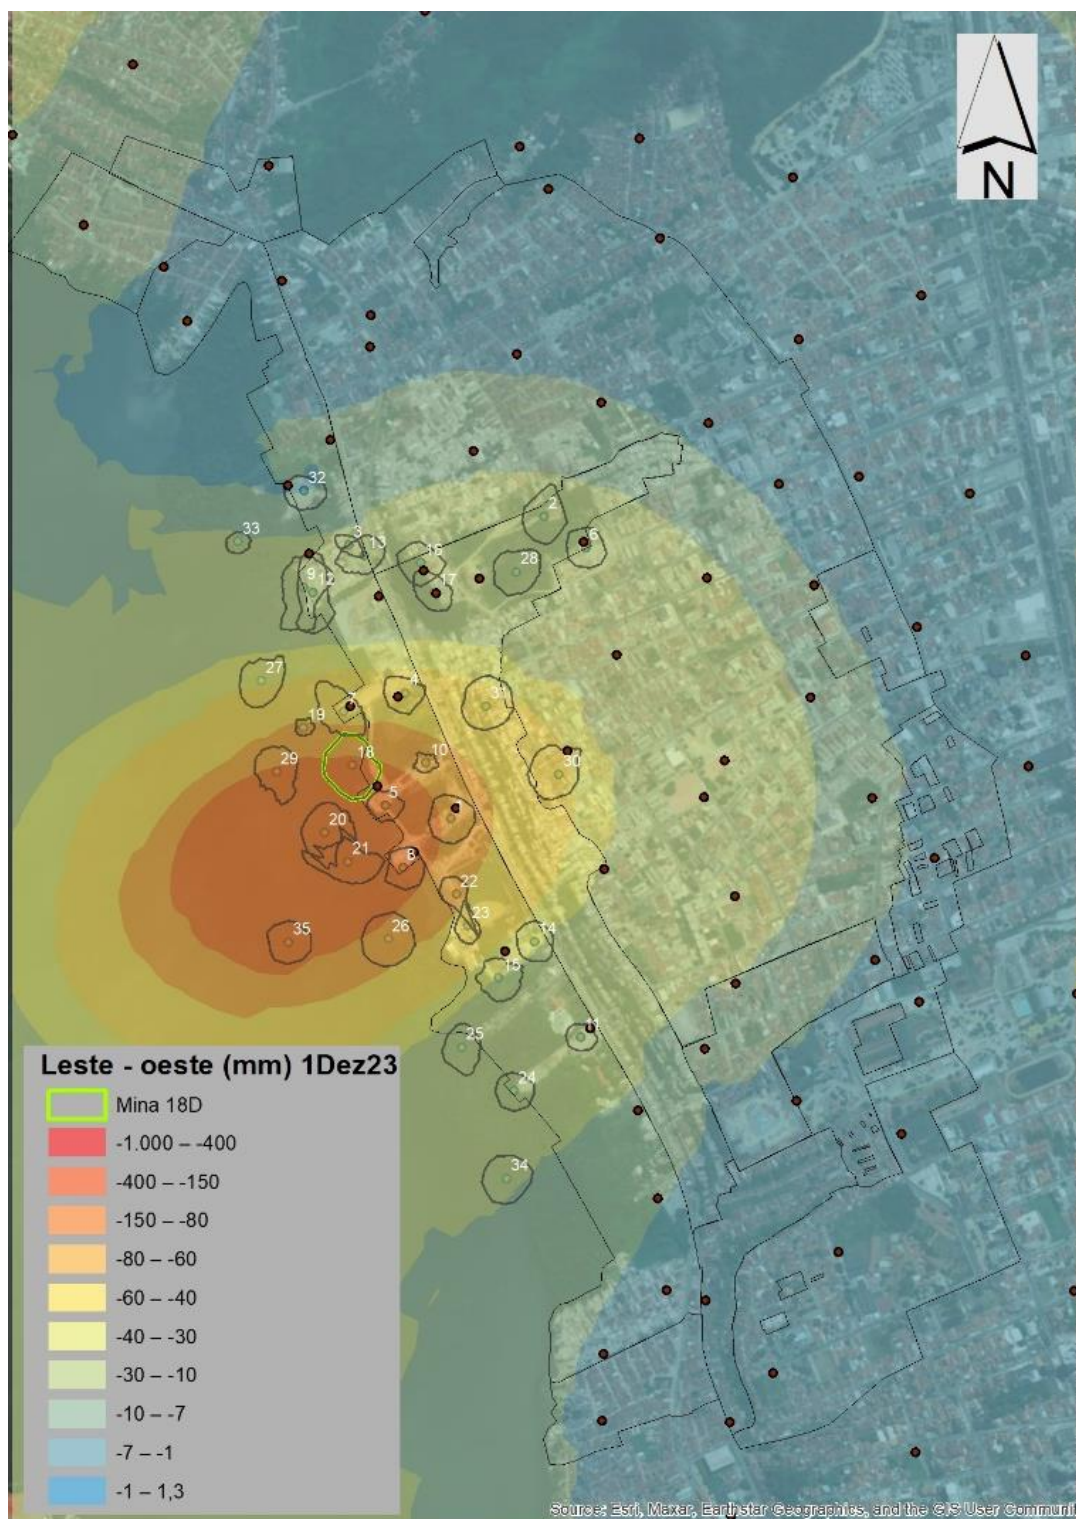 N
32
33
2
3
13
16
6
28
9
12
17
27
4
7
31
19
18
10
29
30
5
20
21
8
22
23
35
26
14
15
25
11
24
34
Leste - oeste (mm) 1Dez23
Mina 18D
-1.000 – -400
-400 – -150
-150 – -80
-80 – -60
-60 – -40
-40 – -30
-30 – -10
-10 – -7
-7 – -1
-1 – 1,3
Source: Esri, Maxar, Earthstar Geographics, and the GIS User Communit